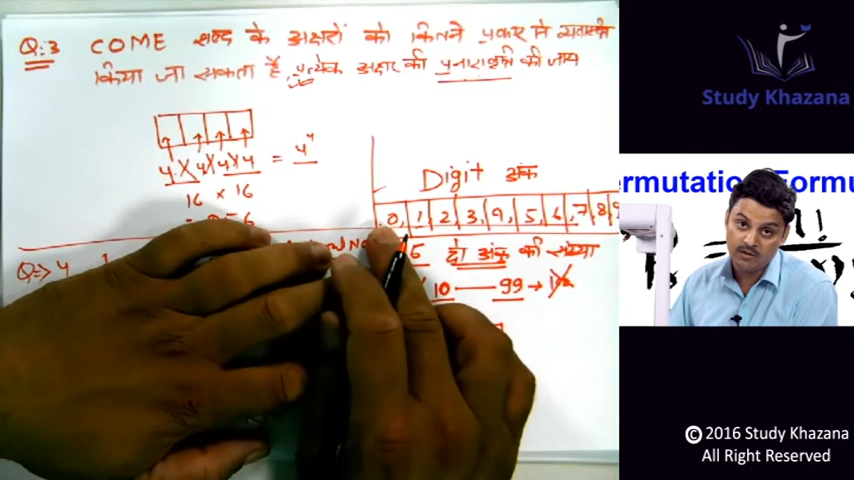 Q:3 COME शब्द के अक्षरों को कितने प्रकार से
किया जा सकता है, प्रत्येक अक्षर की पुनरावृत्ति की जाय
4 × 4 × 4 × 4 = 4⁴
16 × 16
Digit अंक
0, 1, 2, 3, 4, 5, 6, 7, 8, 9
Q:⇒ 4
दो अंक की संख्या
10 — 99 →
Study Khazana
ermutation Formu
© 2016 Study Khazana
All Right Reserved